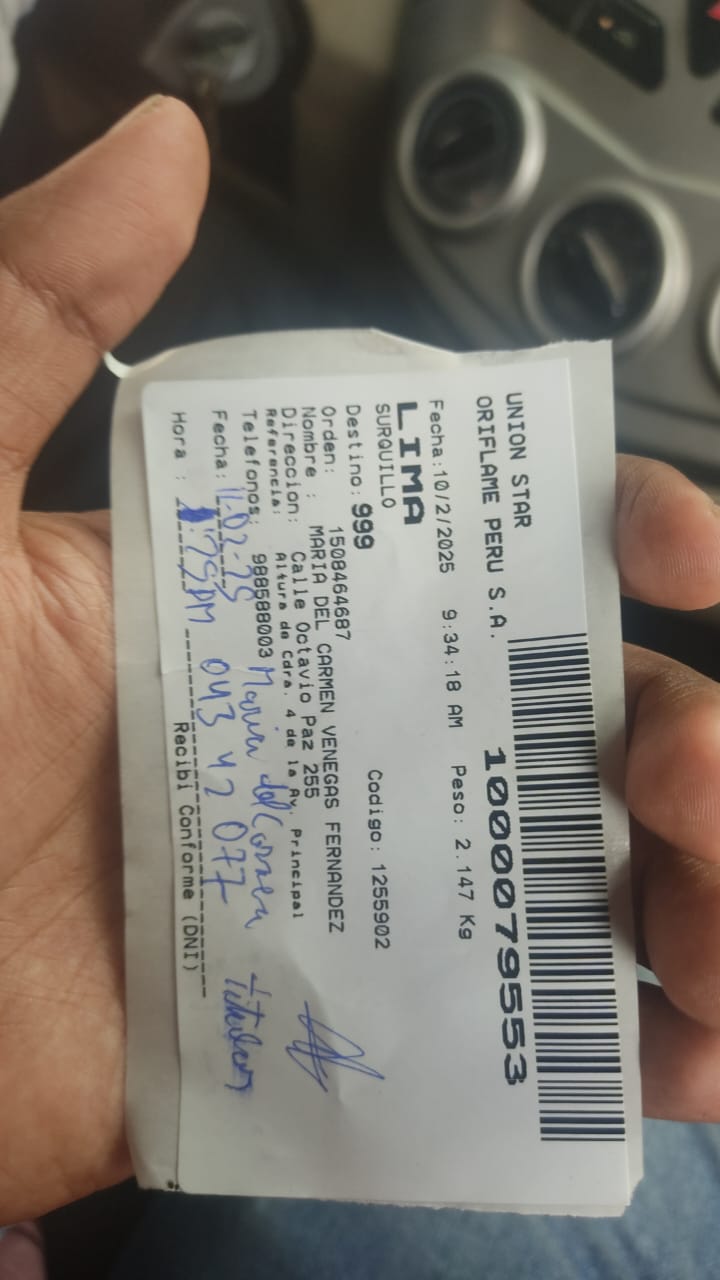 UNION STAR
ORIFLAME PERU S.A.
1000079553
Fecha:10/2/2025 9:34:18 AM Peso: 2.147 Kg
LIMA
SURQUILLO
Codigo: 1255902
Destino: 999
Orden: 1508464687
Nombre : MARIA DEL CARMEN VENEGAS FERNANDEZ
Direccion: Calle Octavio Paz 255
Referencia: Altura de Cdra. 4 de la Av. Principal
Telefonos: 988588003 Maria del Carmen
Fecha: 11-02-25 043 42 077 titular
Hora : :25PM
Recibi Conforme (DNI)